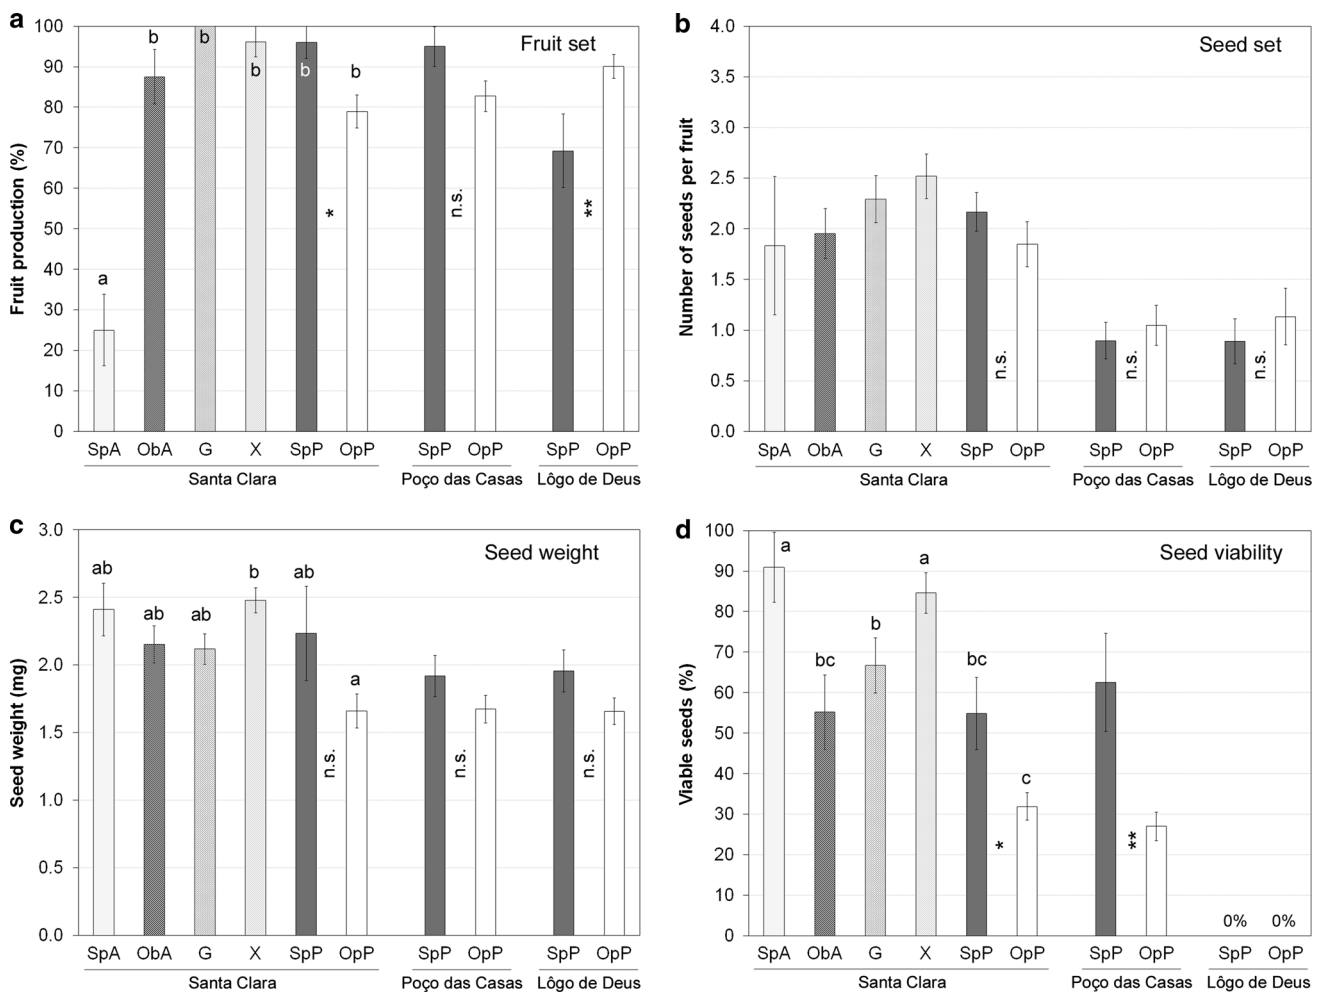 a
Fruit set
Fruit production (%)
100
90
80
70
60
50
40
30
20
10
0
a
b
b
b
b
b
*
n.s.
**
SpA ObA G X SpP OpP SpP OpP SpP OpP
Santa Clara Poço das Casas Lôgo de Deus
b
Seed set
Number of seeds per fruit
4.0
3.5
3.0
2.5
2.0
1.5
1.0
0.5
0.0
n.s.
n.s.
n.s.
SpA ObA G X SpP OpP SpP OpP SpP OpP
Santa Clara Poço das Casas Lôgo de Deus
c
Seed weight
Seed weight (mg)
3.0
2.5
2.0
1.5
1.0
0.5
0.0
ab
ab
ab
b
ab
a
n.s.
n.s.
n.s.
SpA ObA G X SpP OpP SpP OpP SpP OpP
Santa Clara Poço das Casas Lôgo de Deus
d
Seed viability
Viable seeds (%)
100
90
80
70
60
50
40
30
20
10
0
a
bc
b
a
bc
c
*
**
0% 0%
SpA ObA G X SpP OpP SpP OpP SpP OpP
Santa Clara Poço das Casas Lôgo de Deus